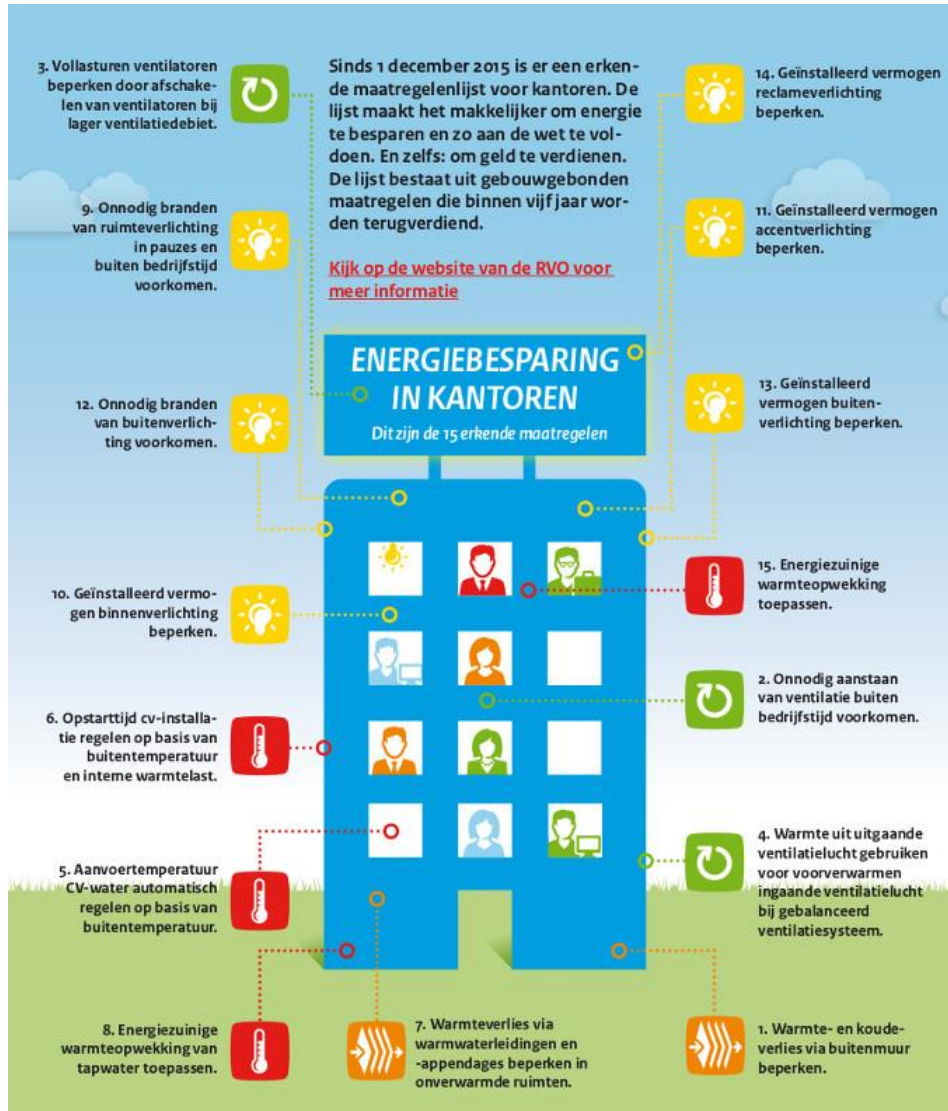 3. Vollasturen ventilatoren
beperken door afschake-
len van ventilatoren bij
lager ventilatiedebiet.
Sinds 1 december 2015 is er een erken-
de maatregelenlijst voor kantoren. De
lijst maakt het makkelijker om energie
te besparen en zo aan de wet te vol-
doen. En zelfs: om geld te verdienen.
De lijst bestaat uit gebouwgebonden
maatregelen die binnen vijf jaar wor-
den terugverdiend.
Kijk op de website van de RVO voor
meer informatie
14. Geïnstalleerd vermogen
reclameverlichting
beperken.
9. Onnodig branden
van ruimteverlichting
in pauzes en
buiten bedrijfstijd
voorkomen.
11. Geïnstalleerd vermogen
accentverlichting
beperken.
ENERGIEBESPARING
IN KANTOREN
Dit zijn de 15 erkende maatregelen
12. Onnodig branden
van buitenverlich-
ting voorkomen.
13. Geïnstalleerd
vermogen buiten-
verlichting beperken.
10. Geïnstalleerd vermo-
gen binnenverlichting
beperken.
15. Energiezuinige
warmteopwekking
toepassen.
6. Opstarttijd cv-installa-
tie regelen op basis van
buitentemperatuur
en interne warmtelast.
2. Onnodig aanstaan
van ventilatie buiten
bedrijfstijd voorkomen.
5. Aanvoertemperatuur
CV-water automatisch
regelen op basis van
buitentemperatuur.
4. Warmte uit uitgaande
ventilatielucht gebruiken
voor voorverwarmen
ingaande ventilatielucht
bij gebalanceerd
ventilatiesysteem.
8. Energiezuinige
warmteopwekking van
tapwater toepassen.
7. Warmteverlies via
warmwaterleidingen en
-appendages beperken in
onverwarmde ruimten.
1. Warmte- en koude-
verlies via buitenmuur
beperken.